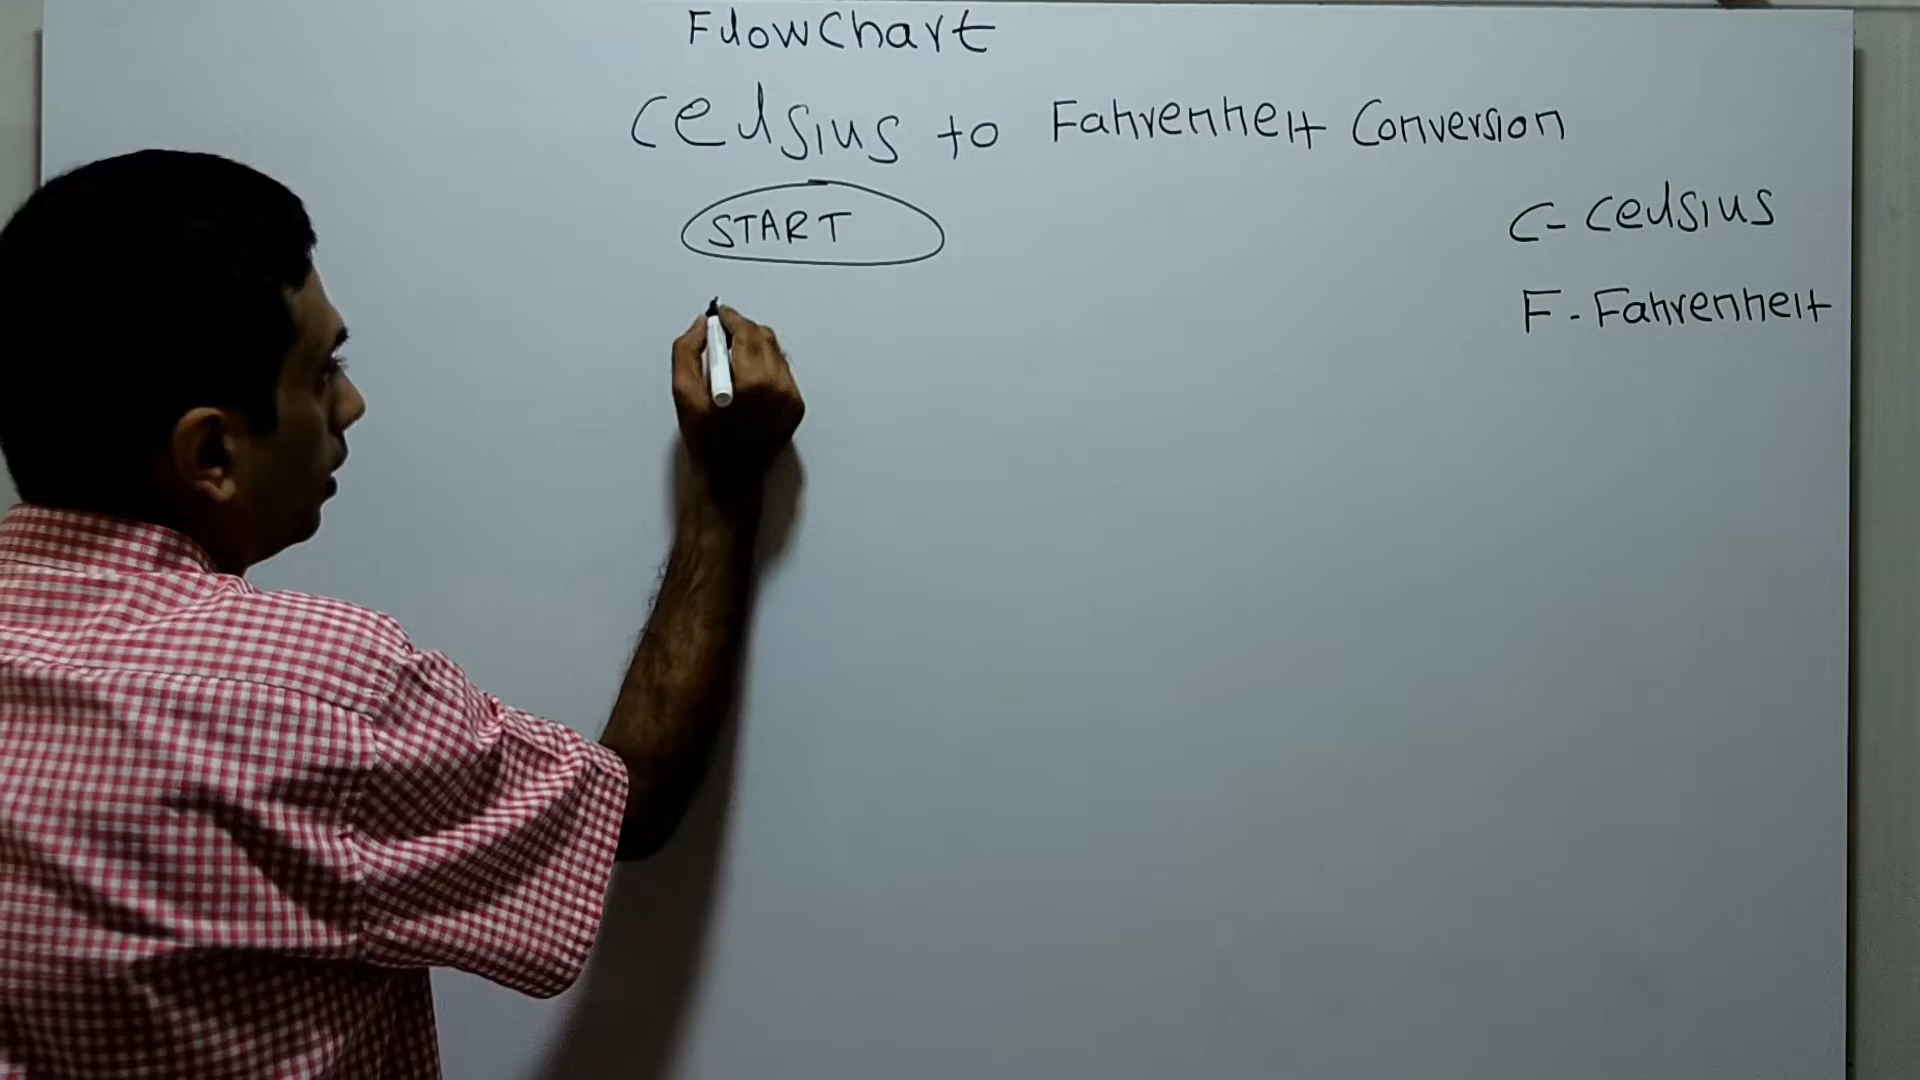 Flowchart
Celsius to Fahrenheit Conversion
START
C - Celsius
F - Fahrenheit